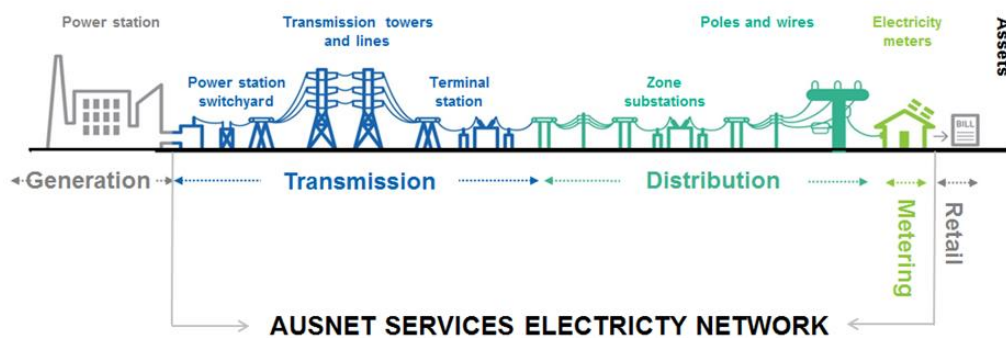 Power station
Transmission towers
and lines
Poles and wires
Electricity
meters
Assets
Power station
switchyard
Terminal
station
Zone
substations
BILL
Generation
Transmission
Distribution
Metering
Retail
AUSNET SERVICES ELECTRICTY NETWORK